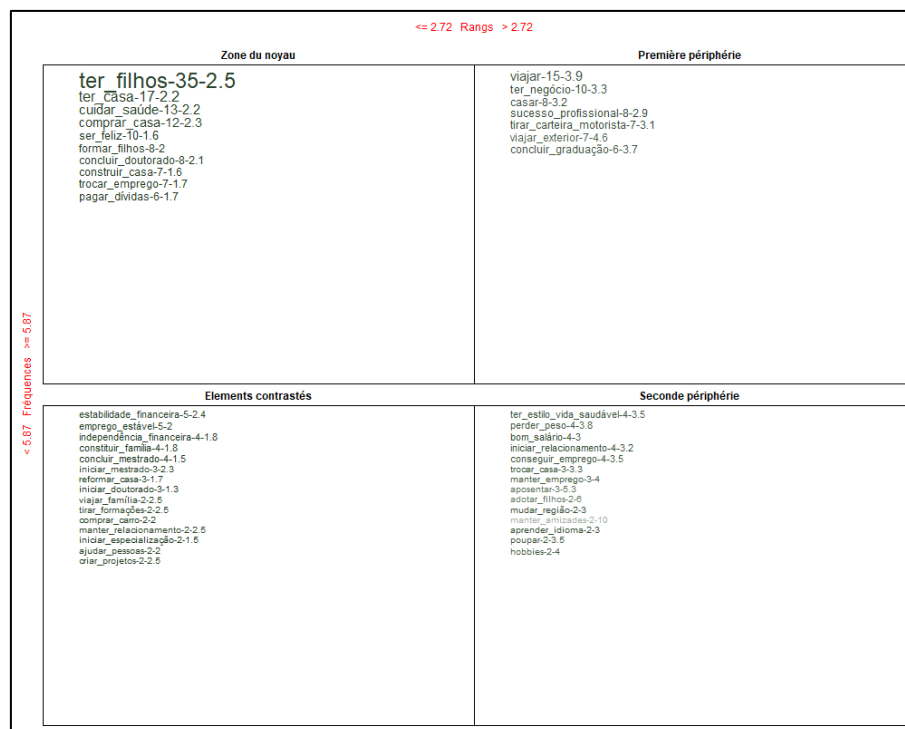 <= 2.72 Rangs > 2.72
Zone du noyau
ter_filhos-35-2.5
ter_casa-17-2.2
cuidar_saúde-13-2.2
comprar_casa-12-2.3
ser_feliz-10-1.6
formar_filhos-8-2
concluir_doutorado-8-2.1
construir_casa-7-1.6
trocar_emprego-7-1.7
pagar_dívidas-6-1.7
Première périphérie
viajar-15-3.9
ter_negócio-10-3.3
casar-8-3.2
sucesso_profissional-8-2.9
tirar_carteira_motorista-7-3.1
viajar_exterior-7-4.6
concluir_graduação-6-3.7
< 5.87 Fréquences >= 5.87
Elements contrastés
estabilidade_financeira-5-2.4
emprego_estável-5-2
independência_financeira-4-1.8
constituir_família-4-1.8
concluir_mestrado-4-1.5
iniciar_mestrado-3-2.3
reformar_casa-3-1.7
iniciar_doutorado-3-1.3
viajar_família-2-2.5
tirar_formações-2-2.5
comprar_carro-2-2
manter_relacionamento-2-2.5
iniciar_especialização-2-1.5
ajudar_pessoas-2-2
criar_projetos-2-2.5
Seconde périphérie
ter_estilo_vida_saudável-4-3.5
perder_peso-4-3.8
bom_salário-4-3
iniciar_relacionamento-4-3.2
conseguir_emprego-4-3.5
trocar_casa-3-3.3
manter_emprego-3-4
aposentar-3-5.3
adotar_filhos-2-6
mudar_região-2-3
manter_amizades-2-10
aprender_idioma-2-3
poupar-2-3.5
hobbies-2-4